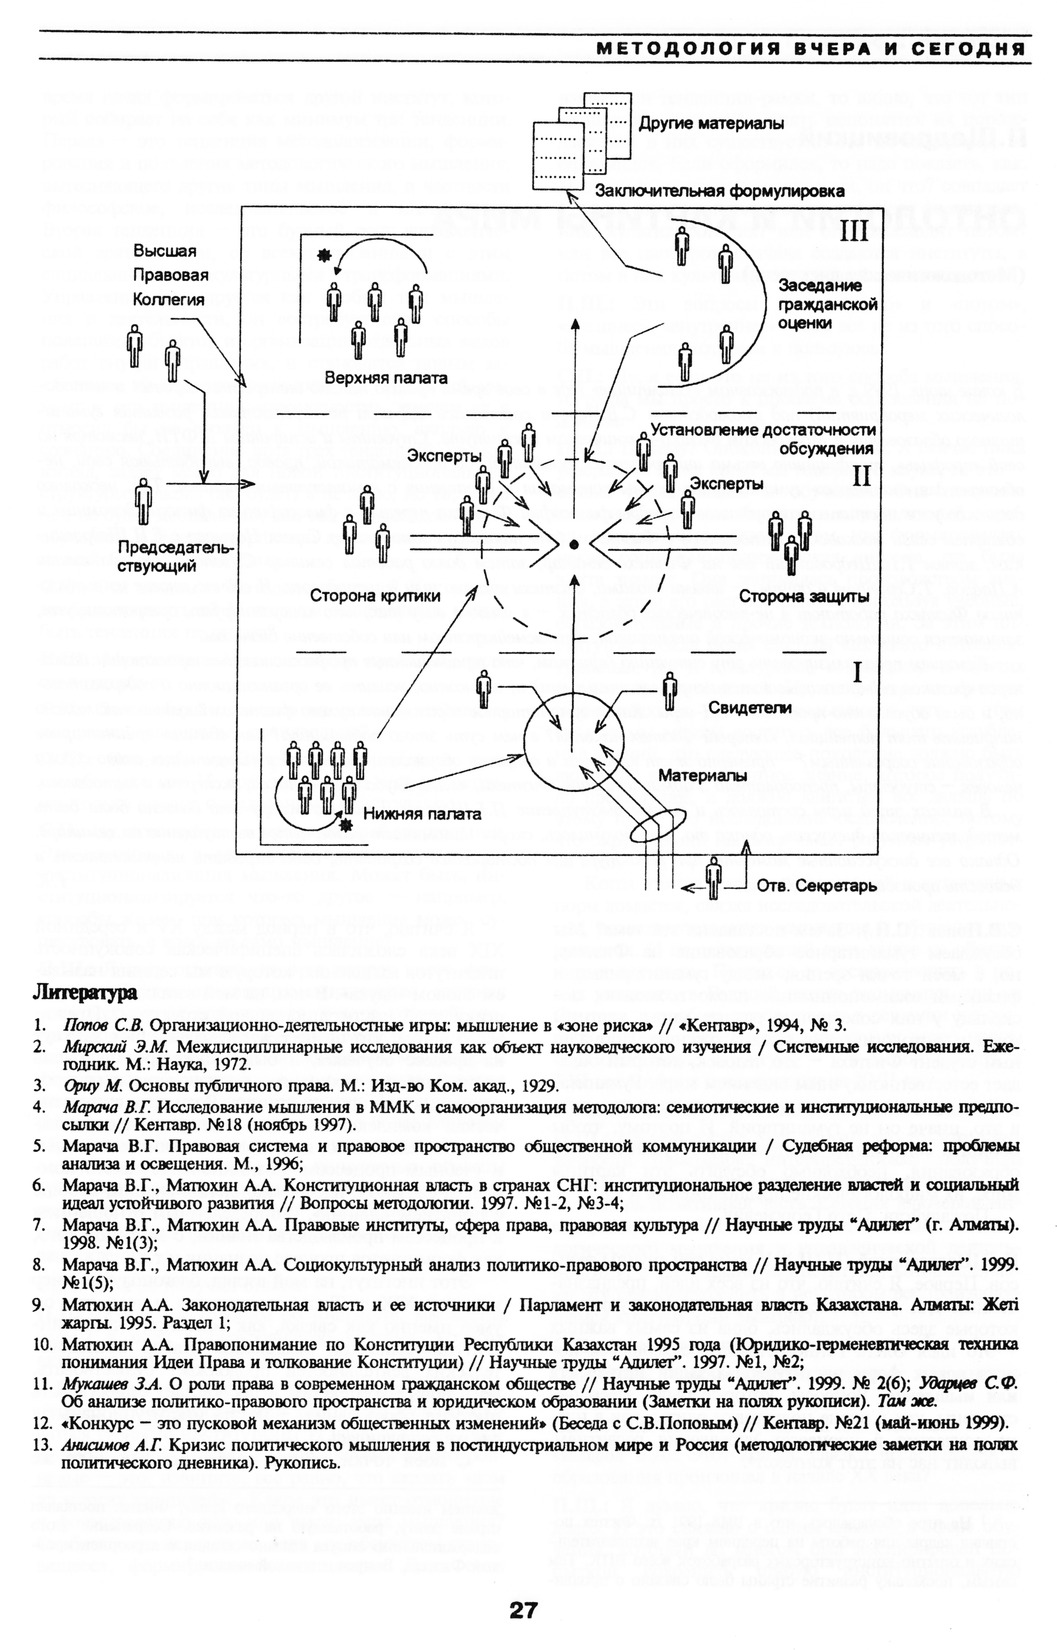 МЕТОДОЛОГИЯ ВЧЕРА И СЕГОДНЯ
Другие материалы
Заключительная формулировка
III
Высшая
Правовая
Коллегия
Заседание
гражданской
оценки
Верхняя палата
Установление достаточности
обсуждения
Эксперты
II
Эксперты
Председатель-
ствующий
Сторона критики
Сторона защиты
I
Свидетели
Материалы
Нижняя палата
Отв. Секретарь
Литература
1. Попов С.В. Организационно-деятельностные игры: мышление в «зоне риска» // «Кентавр», 1994, № 3.
2. Мирский Э.М. Междисциплинарные исследования как объект науковедческого изучения / Системные исследования. Еже-
годник. М.: Наука, 1972.
3. Ориу М. Основы публичного права. М.: Изд-во Ком. акад., 1929.
4. Марача В.Г. Исследование мышления в ММК и самоорганизация методолога: семиотические и институциональные предпо-
сылки // Кентавр. №18 (ноябрь 1997).
5. Марача В.Г. Правовая система и правовое пространство общественной коммуникации / Судебная реформа: проблемы
анализа и освещения. М., 1996;
6. Марача В.Г., Матюхин А.А. Конституционная власть в странах СНГ: институциональное разделение властей и социальный
идеал устойчивого развития // Вопросы методологии. 1997. №1-2, №3-4;
7. Марача В.Г., Матюхин А.А. Правовые институты, сфера права, правовая культура // Научные труды “Адилет” (г. Алматы).
1998. №1(3);
8. Марача В.Г., Матюхин А.А. Социокультурный анализ политико-правового пространства // Научные труды “Адилет”. 1999.
№1(5);
9. Матюхин А.А. Законодательная власть и ее источники / Парламент и законодательная власть Казахстана. Алматы: Жетi
жаргы. 1995. Раздел 1;
10. Матюхин А.А. Правопонимание по Конституции Республики Казахстан 1995 года (Юридико-герменевтическая техника
понимания Идеи Права и толкование Конституции) // Научные труды “Адилет”. 1997. №1, №2;
11. Мукашев З.А. О роли права в современном гражданском обществе // Научные труды “Адилет”. 1999. № 2(6); Ударцев С.Ф.
Об анализе политико-правового пространства и юридическом образовании (Заметки на полях рукописи). Там же.
12. «Конкурс — это пусковой механизм общественных изменений» (Беседа с С.В.Поповым) // Кентавр. №21 (май-июнь 1999).
13. Анисимов А.Г. Кризис политического мышления в постиндустриальном мире и Россия (методологические заметки на полях
политического дневника). Рукопись.
27